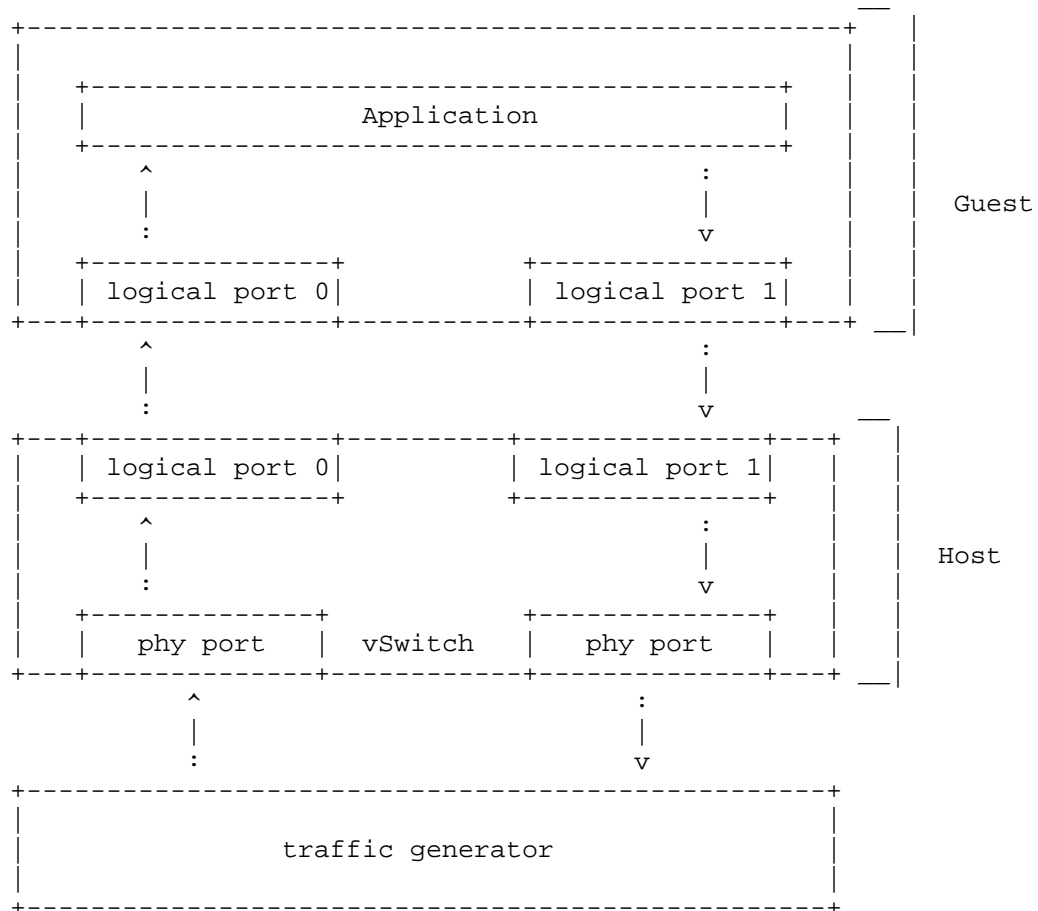 Application
Guest
logical port 0 logical port 1
logical port 0 logical port 1
Host
phy port vSwitch phy port
traffic generator